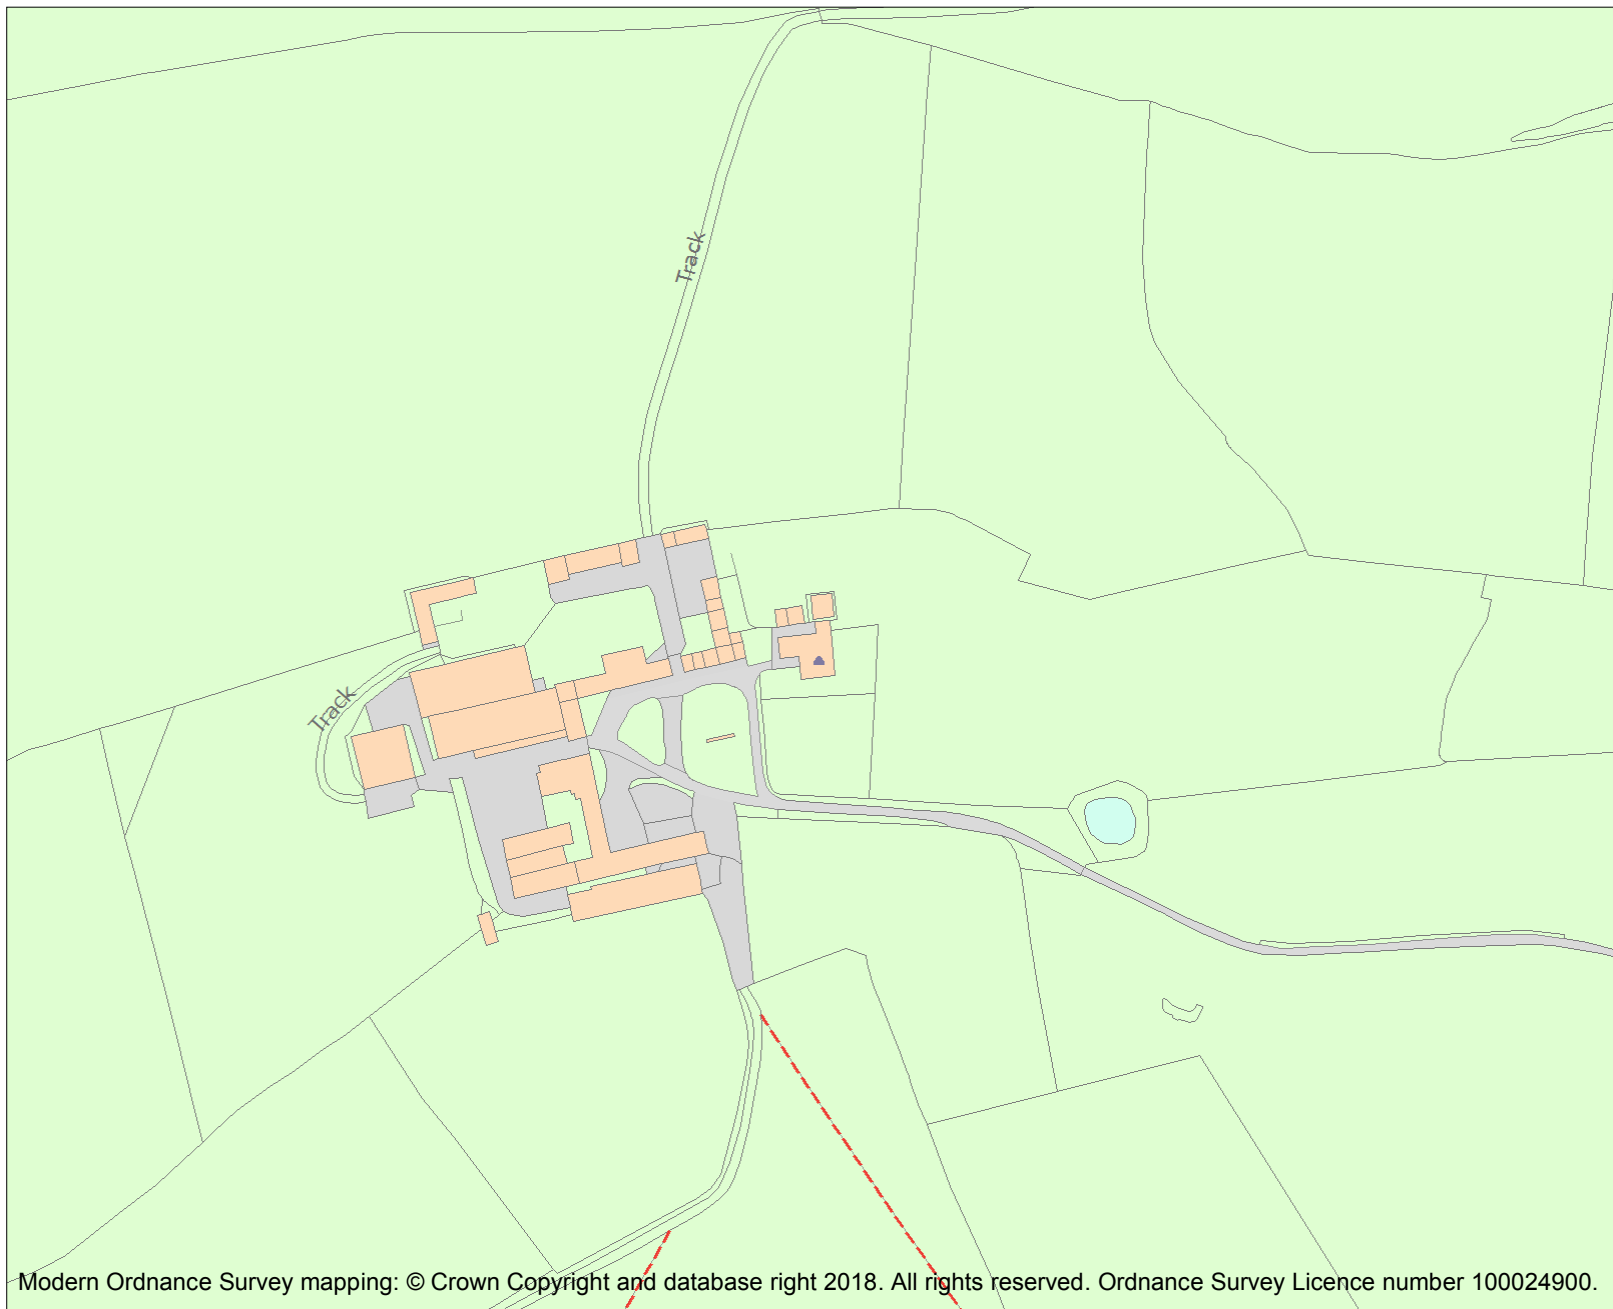 Track
Track
Modern Ordnance Survey mapping: © Crown Copyright and database right 2018. All rights reserved. Ordnance Survey Licence number 100024900.